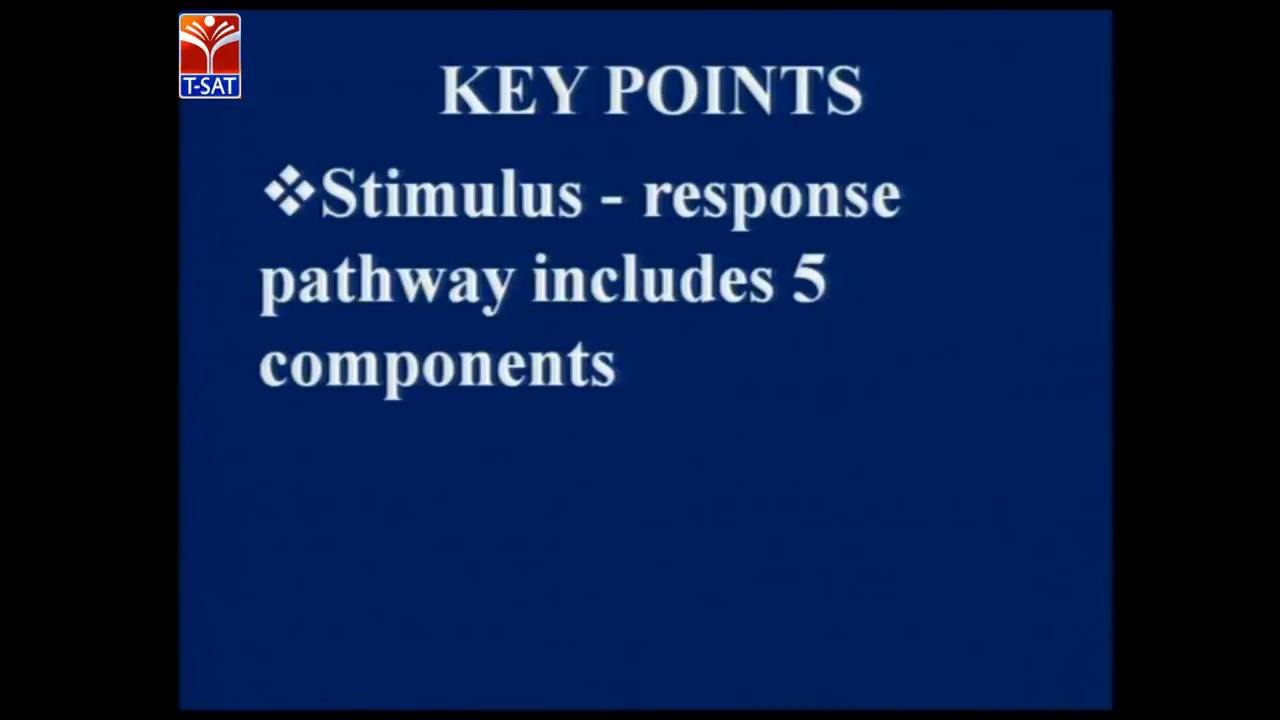 T-SAT
KEY POINTS
❖Stimulus - response
pathway includes 5
components